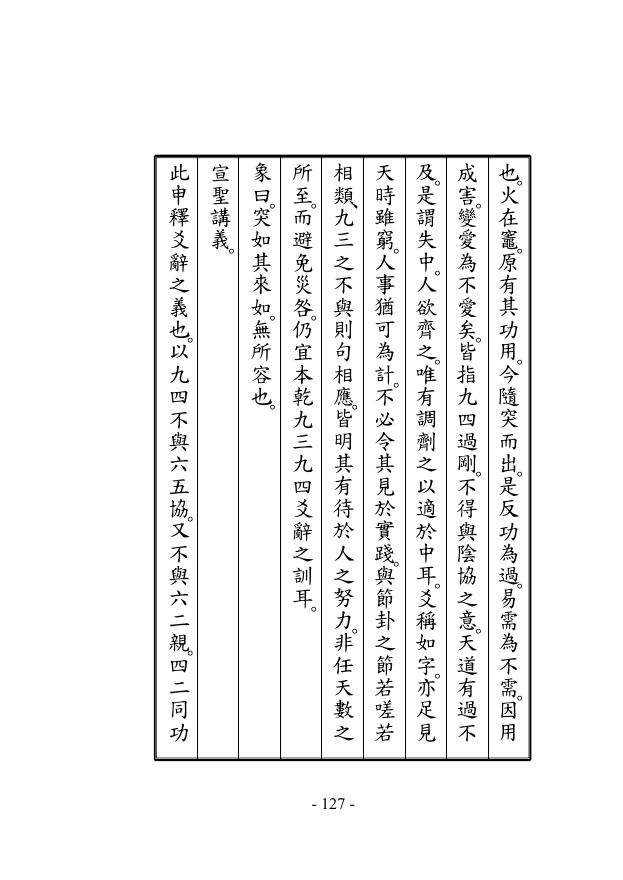 也。火在竈。原有其功用。今隨突而出。是反功為過。易需為不需。因用
成害。變愛為不愛矣。皆指九四過剛。不得與陰協之意。天道有過不
及。是謂失中。人欲齊之。唯有調劑之以適於中耳。爻稱如字。亦足見
天時雖窮。人事猶可為計。不必令其見於實踐。與節卦之節若嗟若
相類、九三之不與則句相應。皆明其有待於人之努力。非任天數之
所至。而避免災咎。仍宜本乾九三九四爻辭之訓耳。
象曰。突如其來如。無所容也。
宣聖講義。
此申釋爻辭之義也。以九四不與六五協。又不與六二親。四二同功
- 127 -